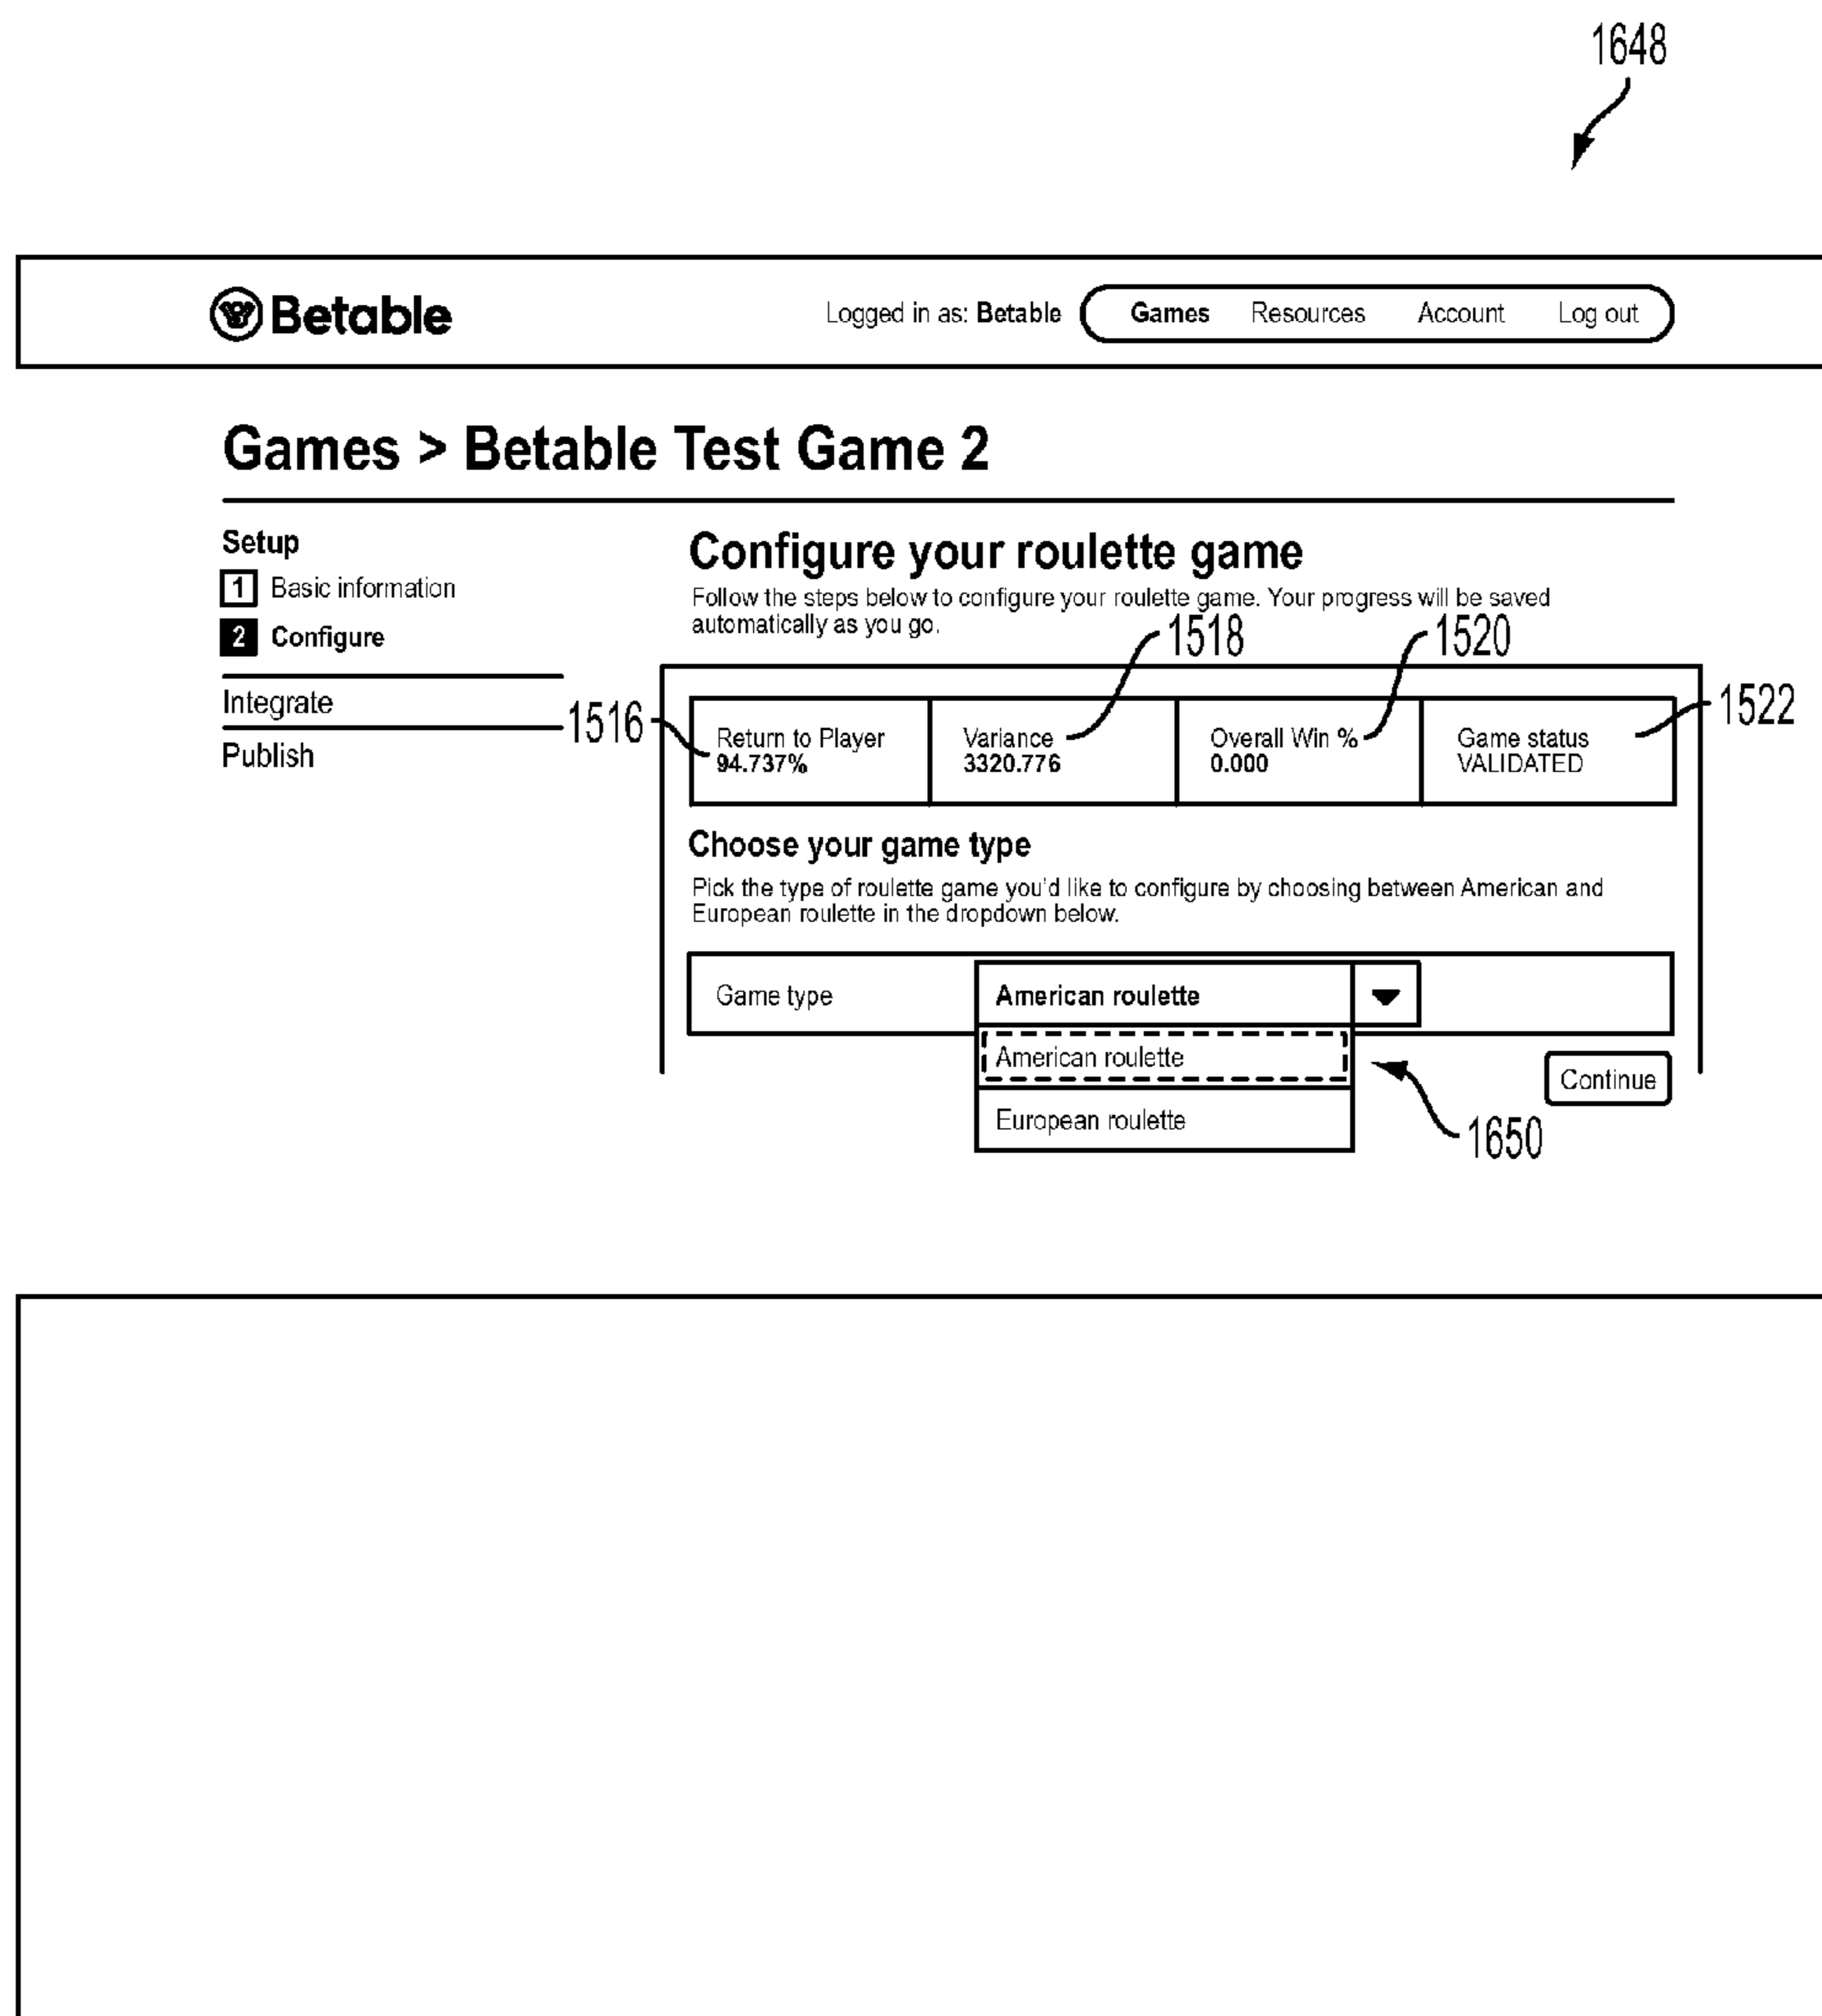 1648
Betable
Logged in as: Betable Games Resources Account Log out
Games > Betable Test Game 2
Setup
1 Basic information
2 Configure
Integrate
Publish
Configure your roulette game
Follow the steps below to configure your roulette game. Your progress will be saved
automatically as you go.
1518 1520
1516 1522
Return to Player Variance Overall Win % Game status
94.737% 3320.776 0.000 VALIDATED
Choose your game type
Pick the type of roulette game you'd like to configure by choosing between American and
European roulette in the dropdown below.
Game type American roulette
American roulette
European roulette
Continue
1650